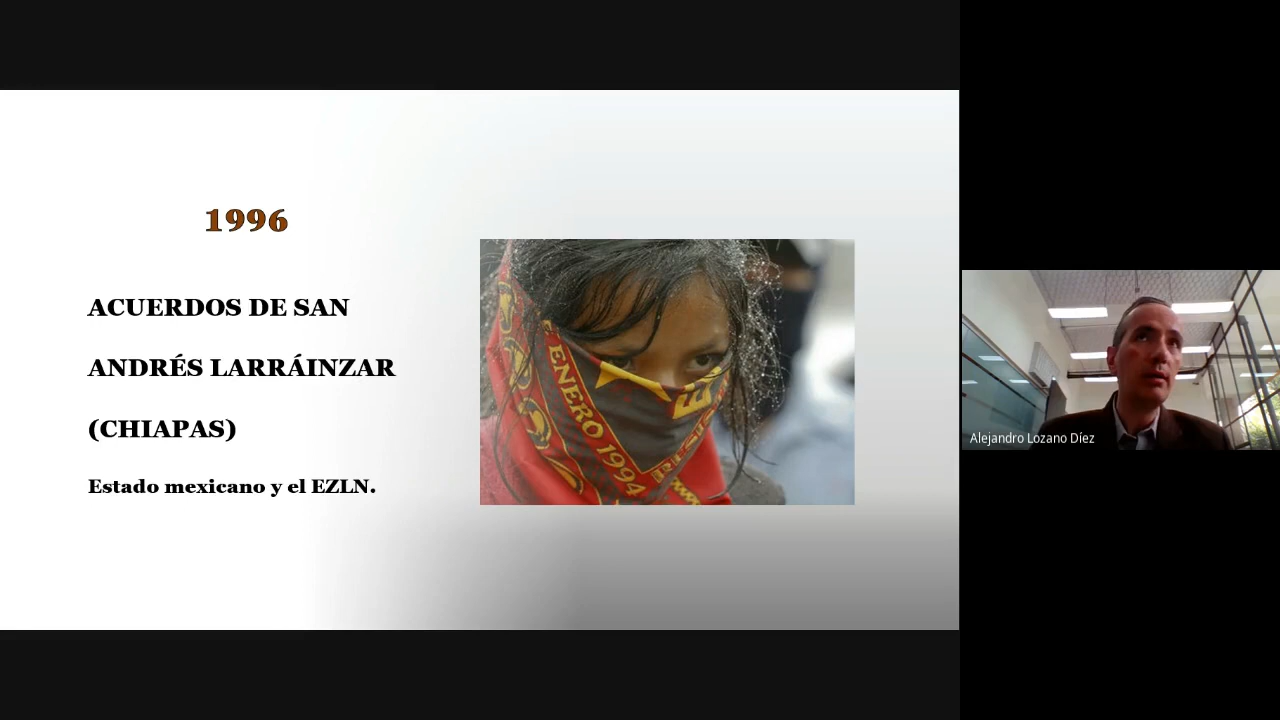 1996
ACUERDOS DE SAN
ANDRÉS LARRÁINZAR
(CHIAPAS)
Estado mexicano y el EZLN.
ENERO 1994
Alejandro Lozano Díez